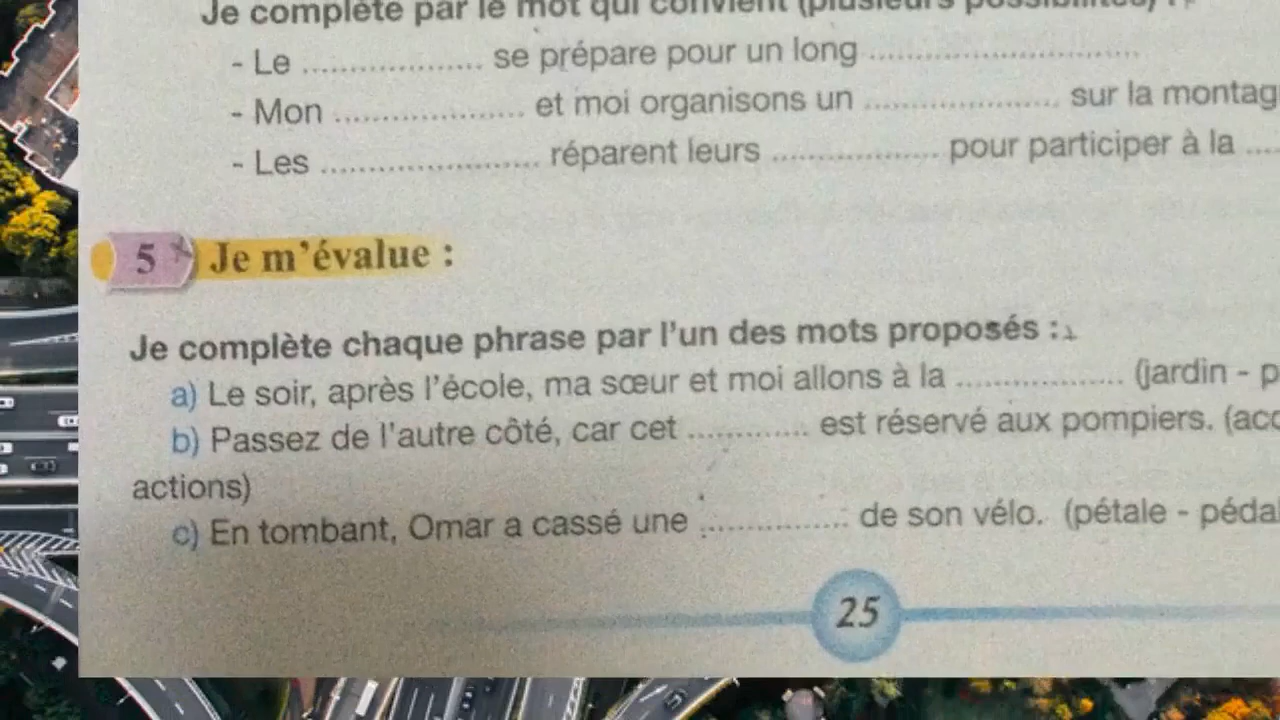 Je complète par le mot qui convient (plusieurs possibilités) :
- Le .................... se prépare pour un long ..............................
- Mon ..................... et moi organisons un ..................... sur la montag
- Les ........................ réparent leurs .................. pour participer à la ....
5 Je m'évalue :
Je complète chaque phrase par l'un des mots proposés :
a) Le soir, après l'école, ma sœur et moi allons à la .................. (jardin - p
b) Passez de l'autre côté, car cet ............. est réservé aux pompiers. (acc
actions)
c) En tombant, Omar a cassé une ............... de son vélo. (pétale - pédal
25